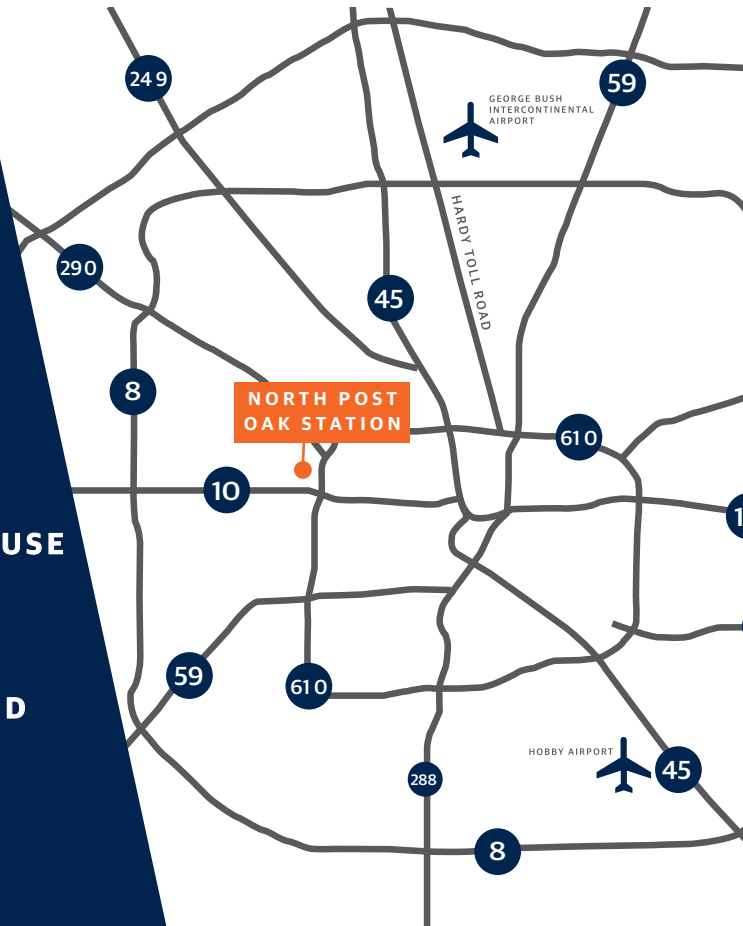 249
59
GEORGE BUSH
INTERCONTINENTAL
AIRPORT
HARDY TOLL ROAD
290
45
8
NORTH POST
OAK STATION
610
10
1
USE
59
610
D
HOBBY AIRPORT
45
288
8